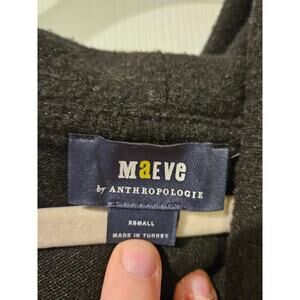 MaEVe
by ANTHROPOLOGIE
XSMALL
MADE IN TURKEY